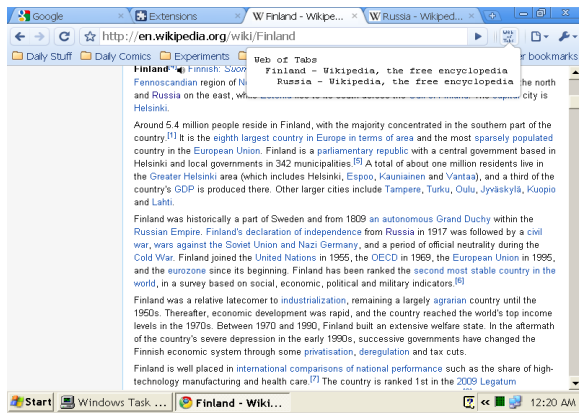 Google
Extensions
W Finland - Wikipe...
W Russia - Wikiped...
http://en.wikipedia.org/wiki/Finland
WEB OF TABS
Daily Stuff Daily Comics Experiments
er bookmarks
Web of Tabs
Finland - Wikipedia, the free encyclopedia
Russia - Wikipedia, the free encyclopedia
Finland Finnish: Suom
Fennoscandian region of N the north
and Russia on the east, whi city is
Helsinki.
Around 5.4 million people reside in Finland, with the majority concentrated in the southern part of the
country.[1] It is the eighth largest country in Europe in terms of area and the most sparsely populated
country in the European Union. Finland is a parliamentary republic with a central government based in
Helsinki and local governments in 342 municipalities.[5] A total of about one million residents live in
the Greater Helsinki area (which includes Helsinki, Espoo, Kauniainen and Vantaa), and a third of the
country's GDP is produced there. Other larger cities include Tampere, Turku, Oulu, Jyväskylä, Kuopio
and Lahti.
Finland was historically a part of Sweden and from 1809 an autonomous Grand Duchy within the
Russian Empire. Finland's declaration of independence from Russia in 1917 was followed by a civil
war, wars against the Soviet Union and Nazi Germany, and a period of official neutrality during the
Cold War. Finland joined the United Nations in 1955, the OECD in 1969, the European Union in 1995,
and the eurozone since its beginning. Finland has been ranked the second most stable country in the
world, in a survey based on social, economic, political and military indicators.[6]
Finland was a relative latecomer to industrialization, remaining a largely agrarian country until the
1950s. Thereafter, economic development was rapid, and the country reached the world's top income
levels in the 1970s. Between 1970 and 1990, Finland built an extensive welfare state. In the aftermath
of the country's severe depression in the early 1990s, successive governments have changed the
Finnish economic system through some privatisation, deregulation and tax cuts.
Finland is well placed in international comparisons of national performance such as the share of high-
technology manufacturing and health care.[7] The country is ranked 1st in the 2009 Legatum
Start
Windows Task ...
Finland - Wiki...
<<
12:20 AM